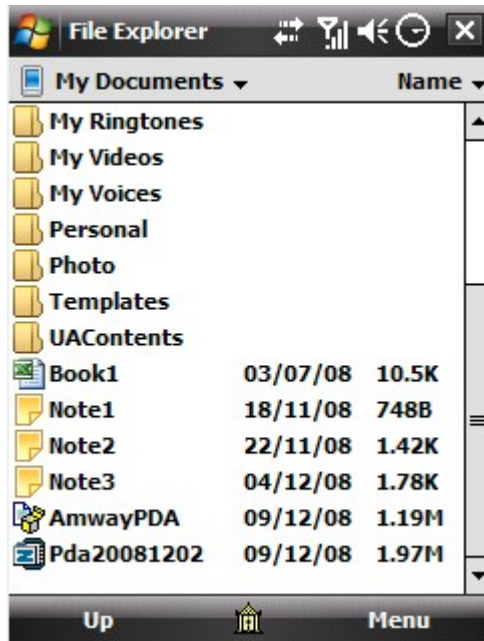 File Explorer
My Documents Name
My Ringtones
My Videos
My Voices
Personal
Photo
Templates
UAContents
Book1 03/07/08 10.5K
Note1 18/11/08 748B
Note2 22/11/08 1.42K
Note3 04/12/08 1.78K
AmwayPDA 09/12/08 1.19M
Pda20081202 09/12/08 1.97M
Up Menu